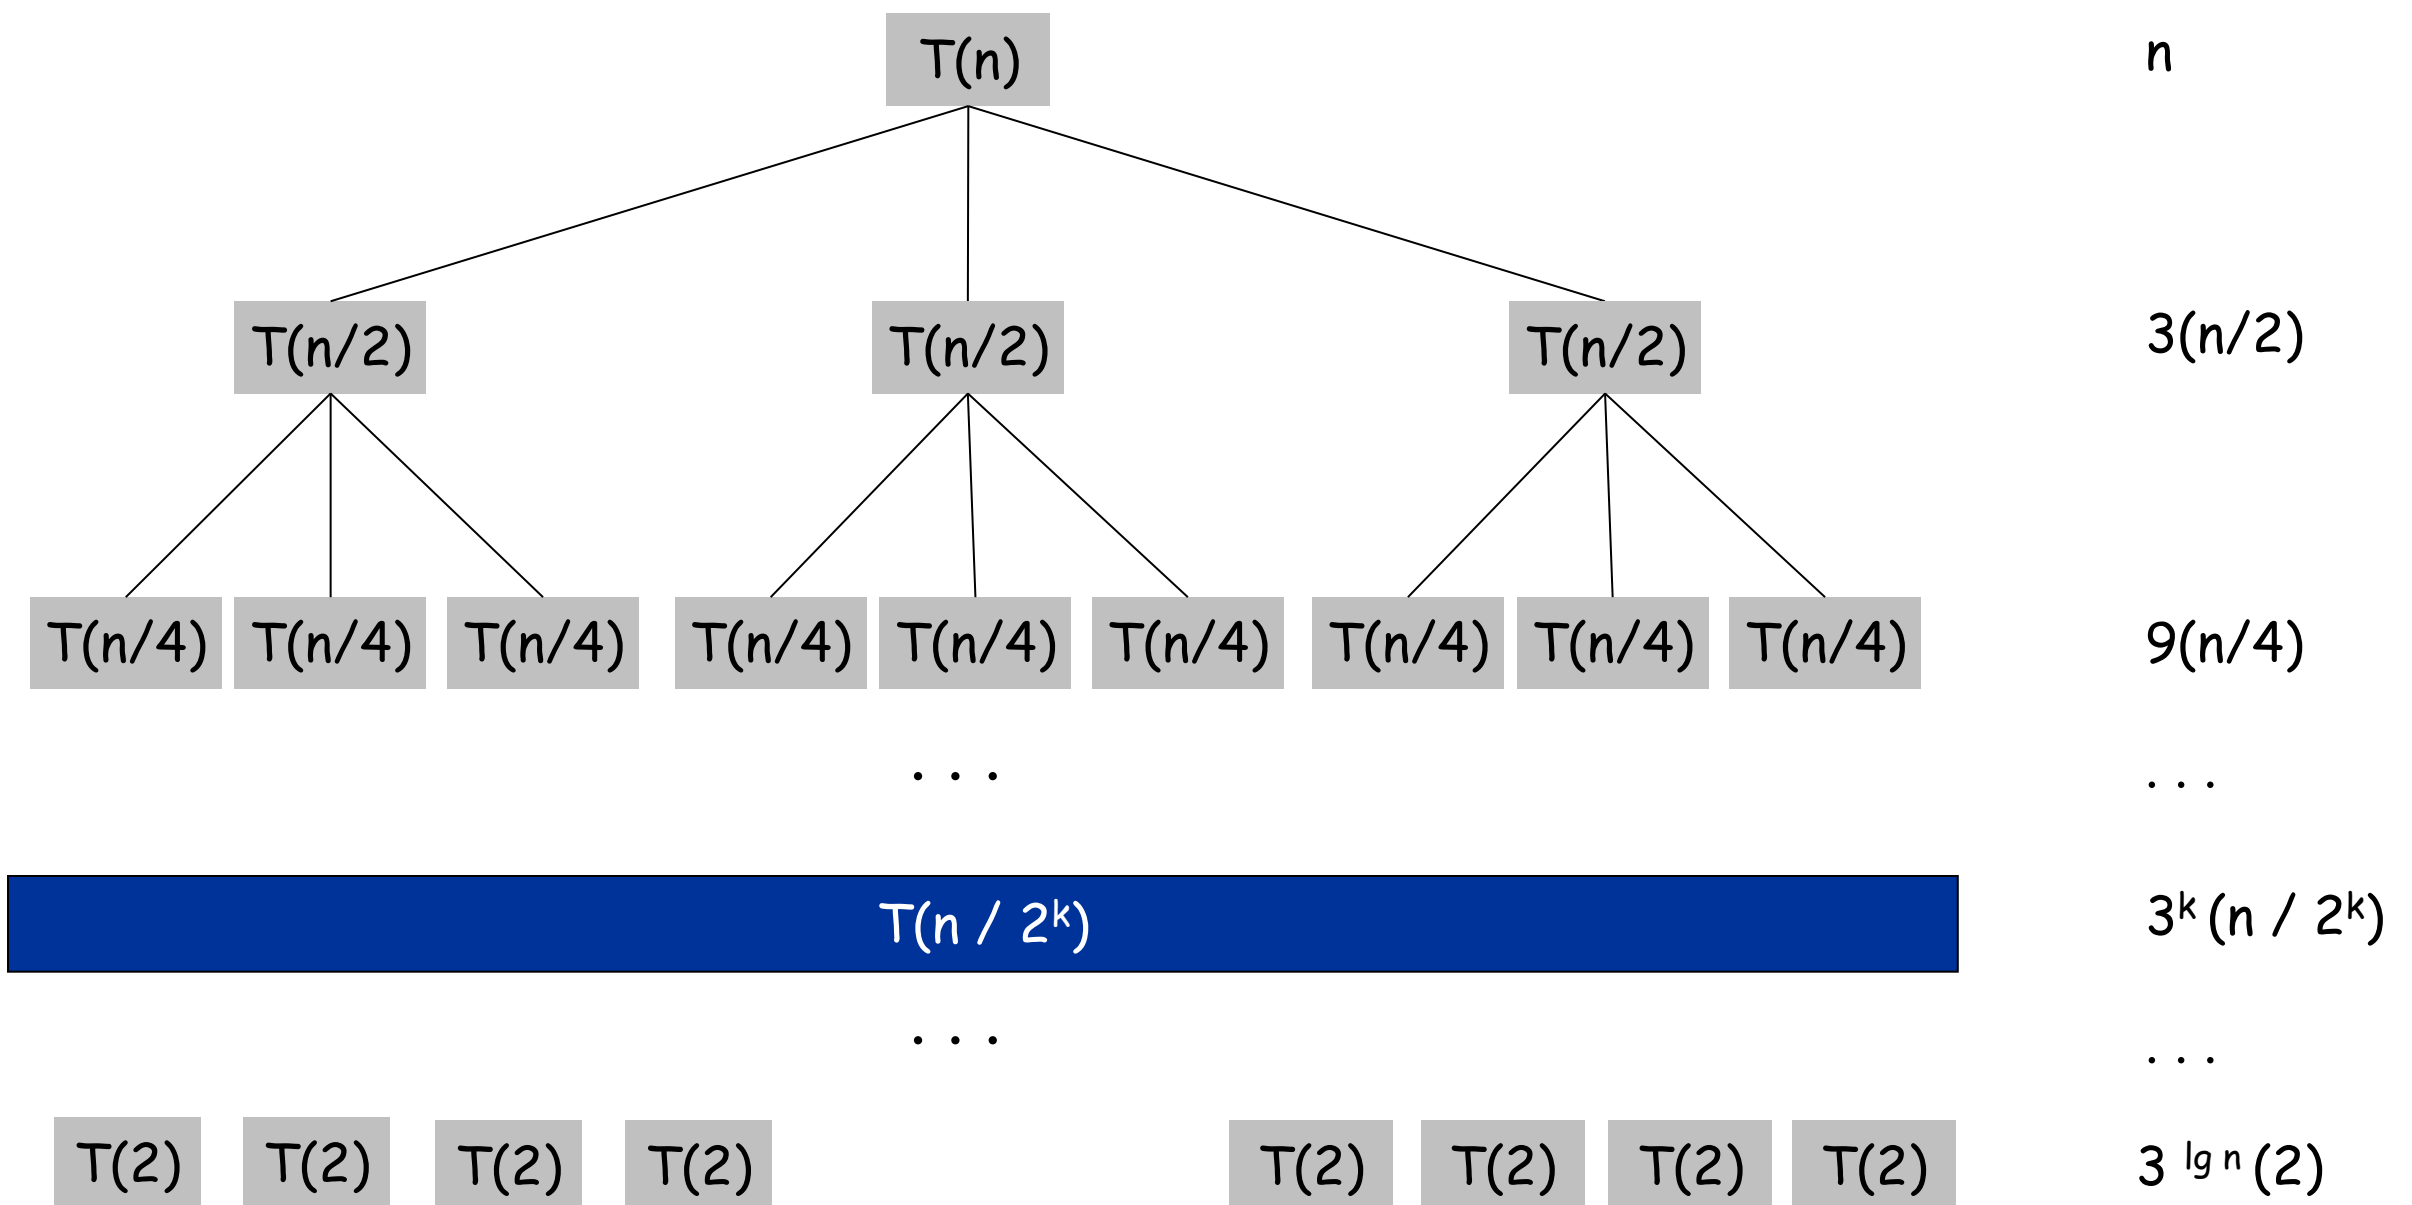 T(n) n
T(n/2) T(n/2) T(n/2) 3(n/2)
T(n/4) T(n/4) T(n/4) T(n/4) T(n/4) T(n/4) T(n/4) T(n/4) T(n/4) 9(n/4)
. . . . . .
T(n / 2ᵏ) 3ᵏ (n / 2ᵏ)
. . . . . .
T(2) T(2) T(2) T(2) T(2) T(2) T(2) T(2) 3 ˡᵍ ⁿ (2)